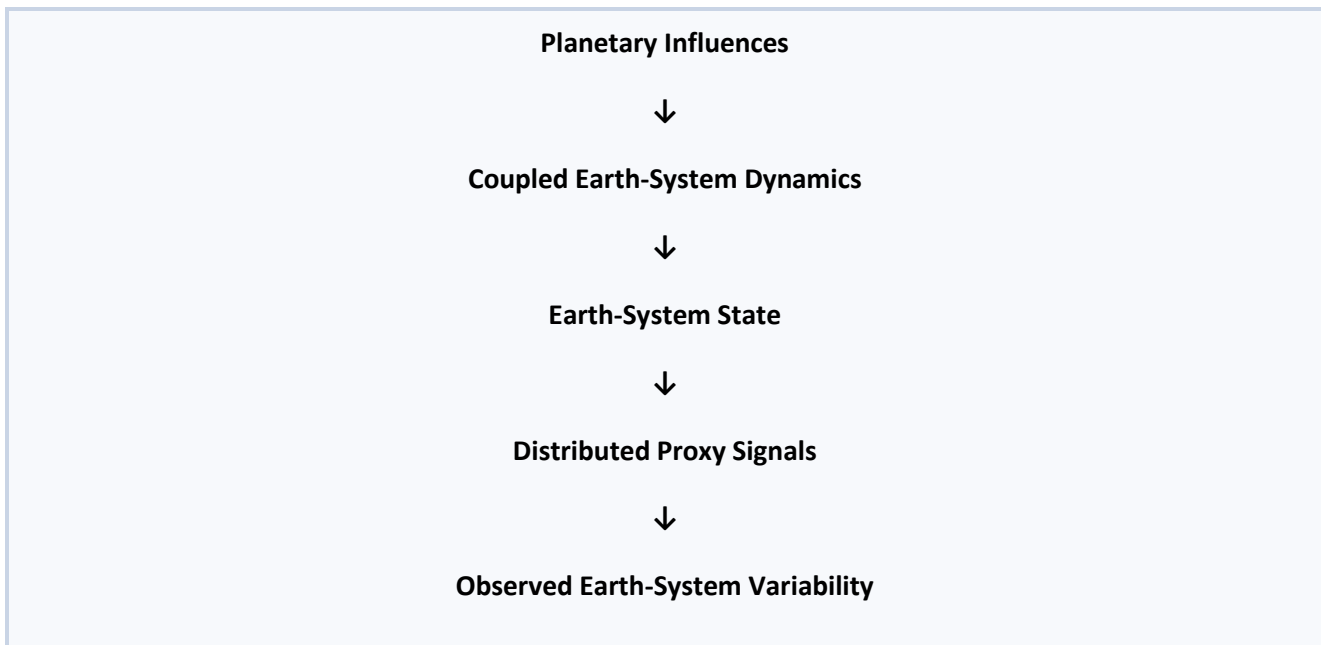 Planetary Influences
↓
Coupled Earth-System Dynamics
↓
Earth-System State
↓
Distributed Proxy Signals
↓
Observed Earth-System Variability